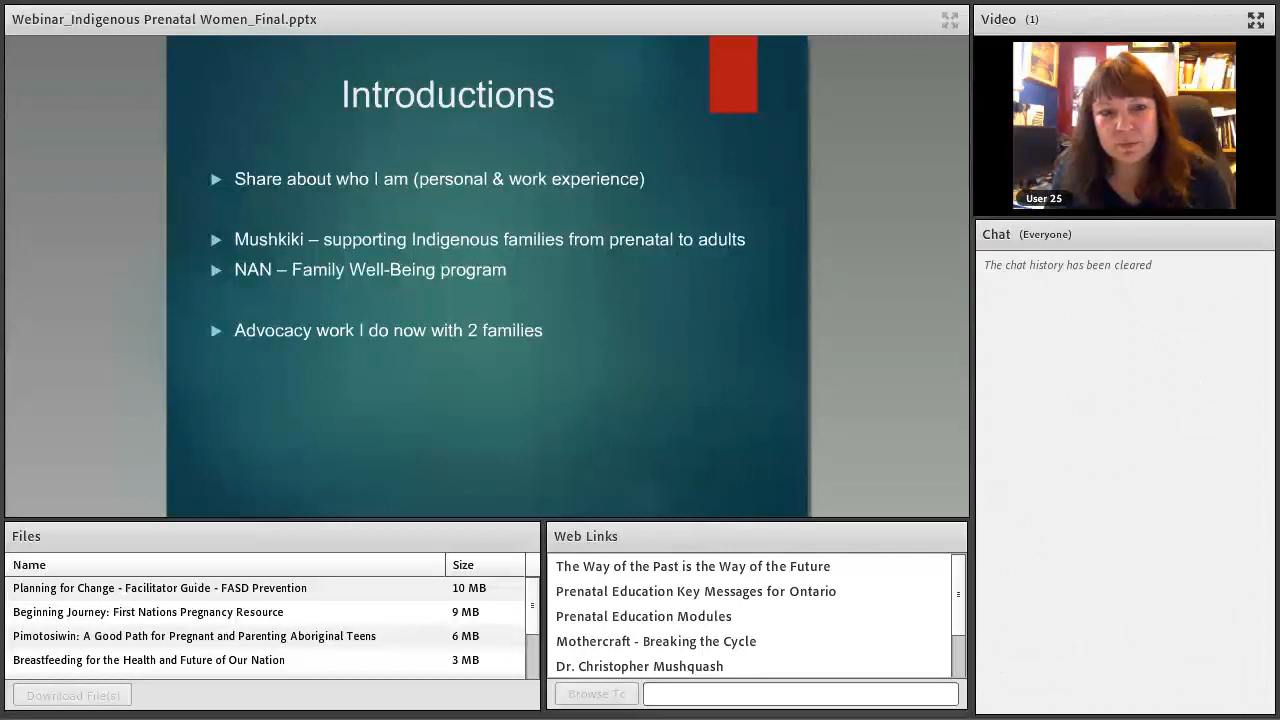 Webinar_Indigenous Prenatal Women_Final.pptx
Introductions
Share about who I am (personal & work experience)
Mushkiki – supporting Indigenous families from prenatal to adults
NAN – Family Well-Being program
Advocacy work I do now with 2 families
Video (1)
User 25
Chat (Everyone)
The chat history has been cleared
Files
Name Size
Planning for Change - Facilitator Guide - FASD Prevention 10 MB
Beginning Journey: First Nations Pregnancy Resource 9 MB
Pimotosiwin: A Good Path for Pregnant and Parenting Aboriginal Teens 6 MB
Breastfeeding for the Health and Future of Our Nation 3 MB
Download File(s)
Web Links
The Way of the Past is the Way of the Future
Prenatal Education Key Messages for Ontario
Prenatal Education Modules
Mothercraft - Breaking the Cycle
Dr. Christopher Mushquash
Browse To